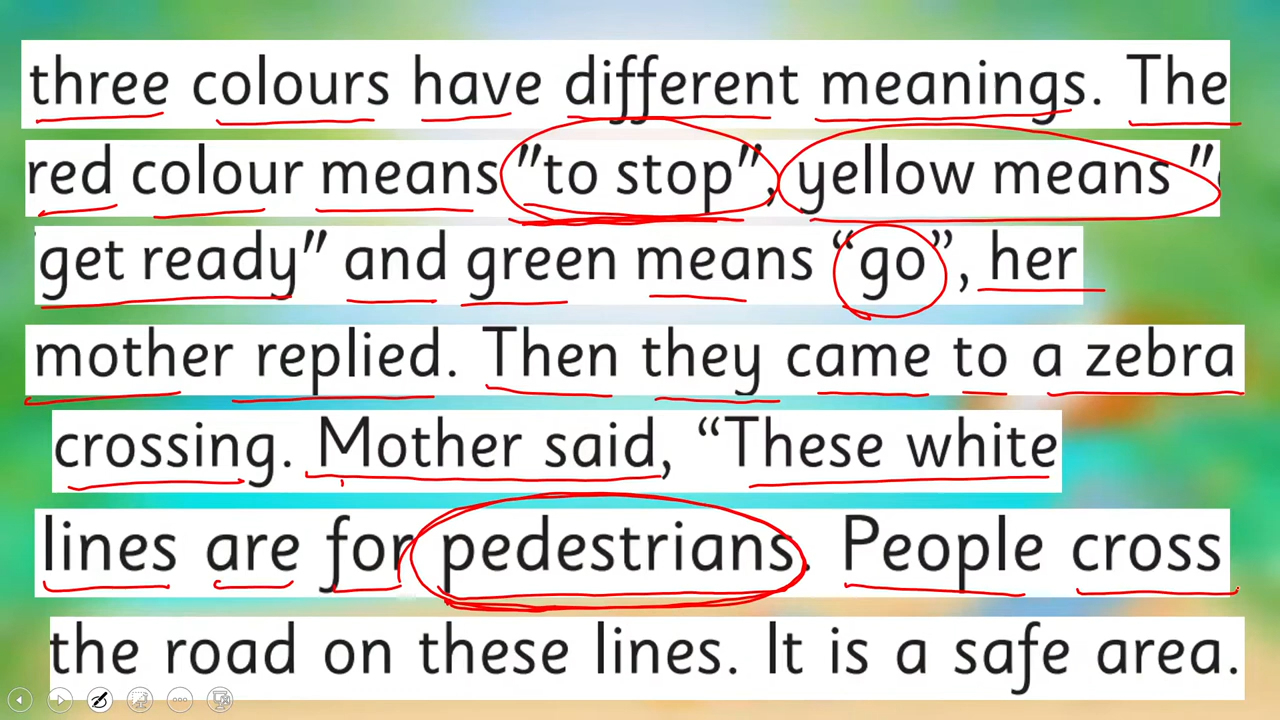 three colours have different meanings. The
red colour means "to stop", yellow means "
get ready" and green means “go”, her
mother replied. Then they came to a zebra
crossing. Mother said, “These white
lines are for pedestrians. People cross
the road on these lines. It is a safe area.